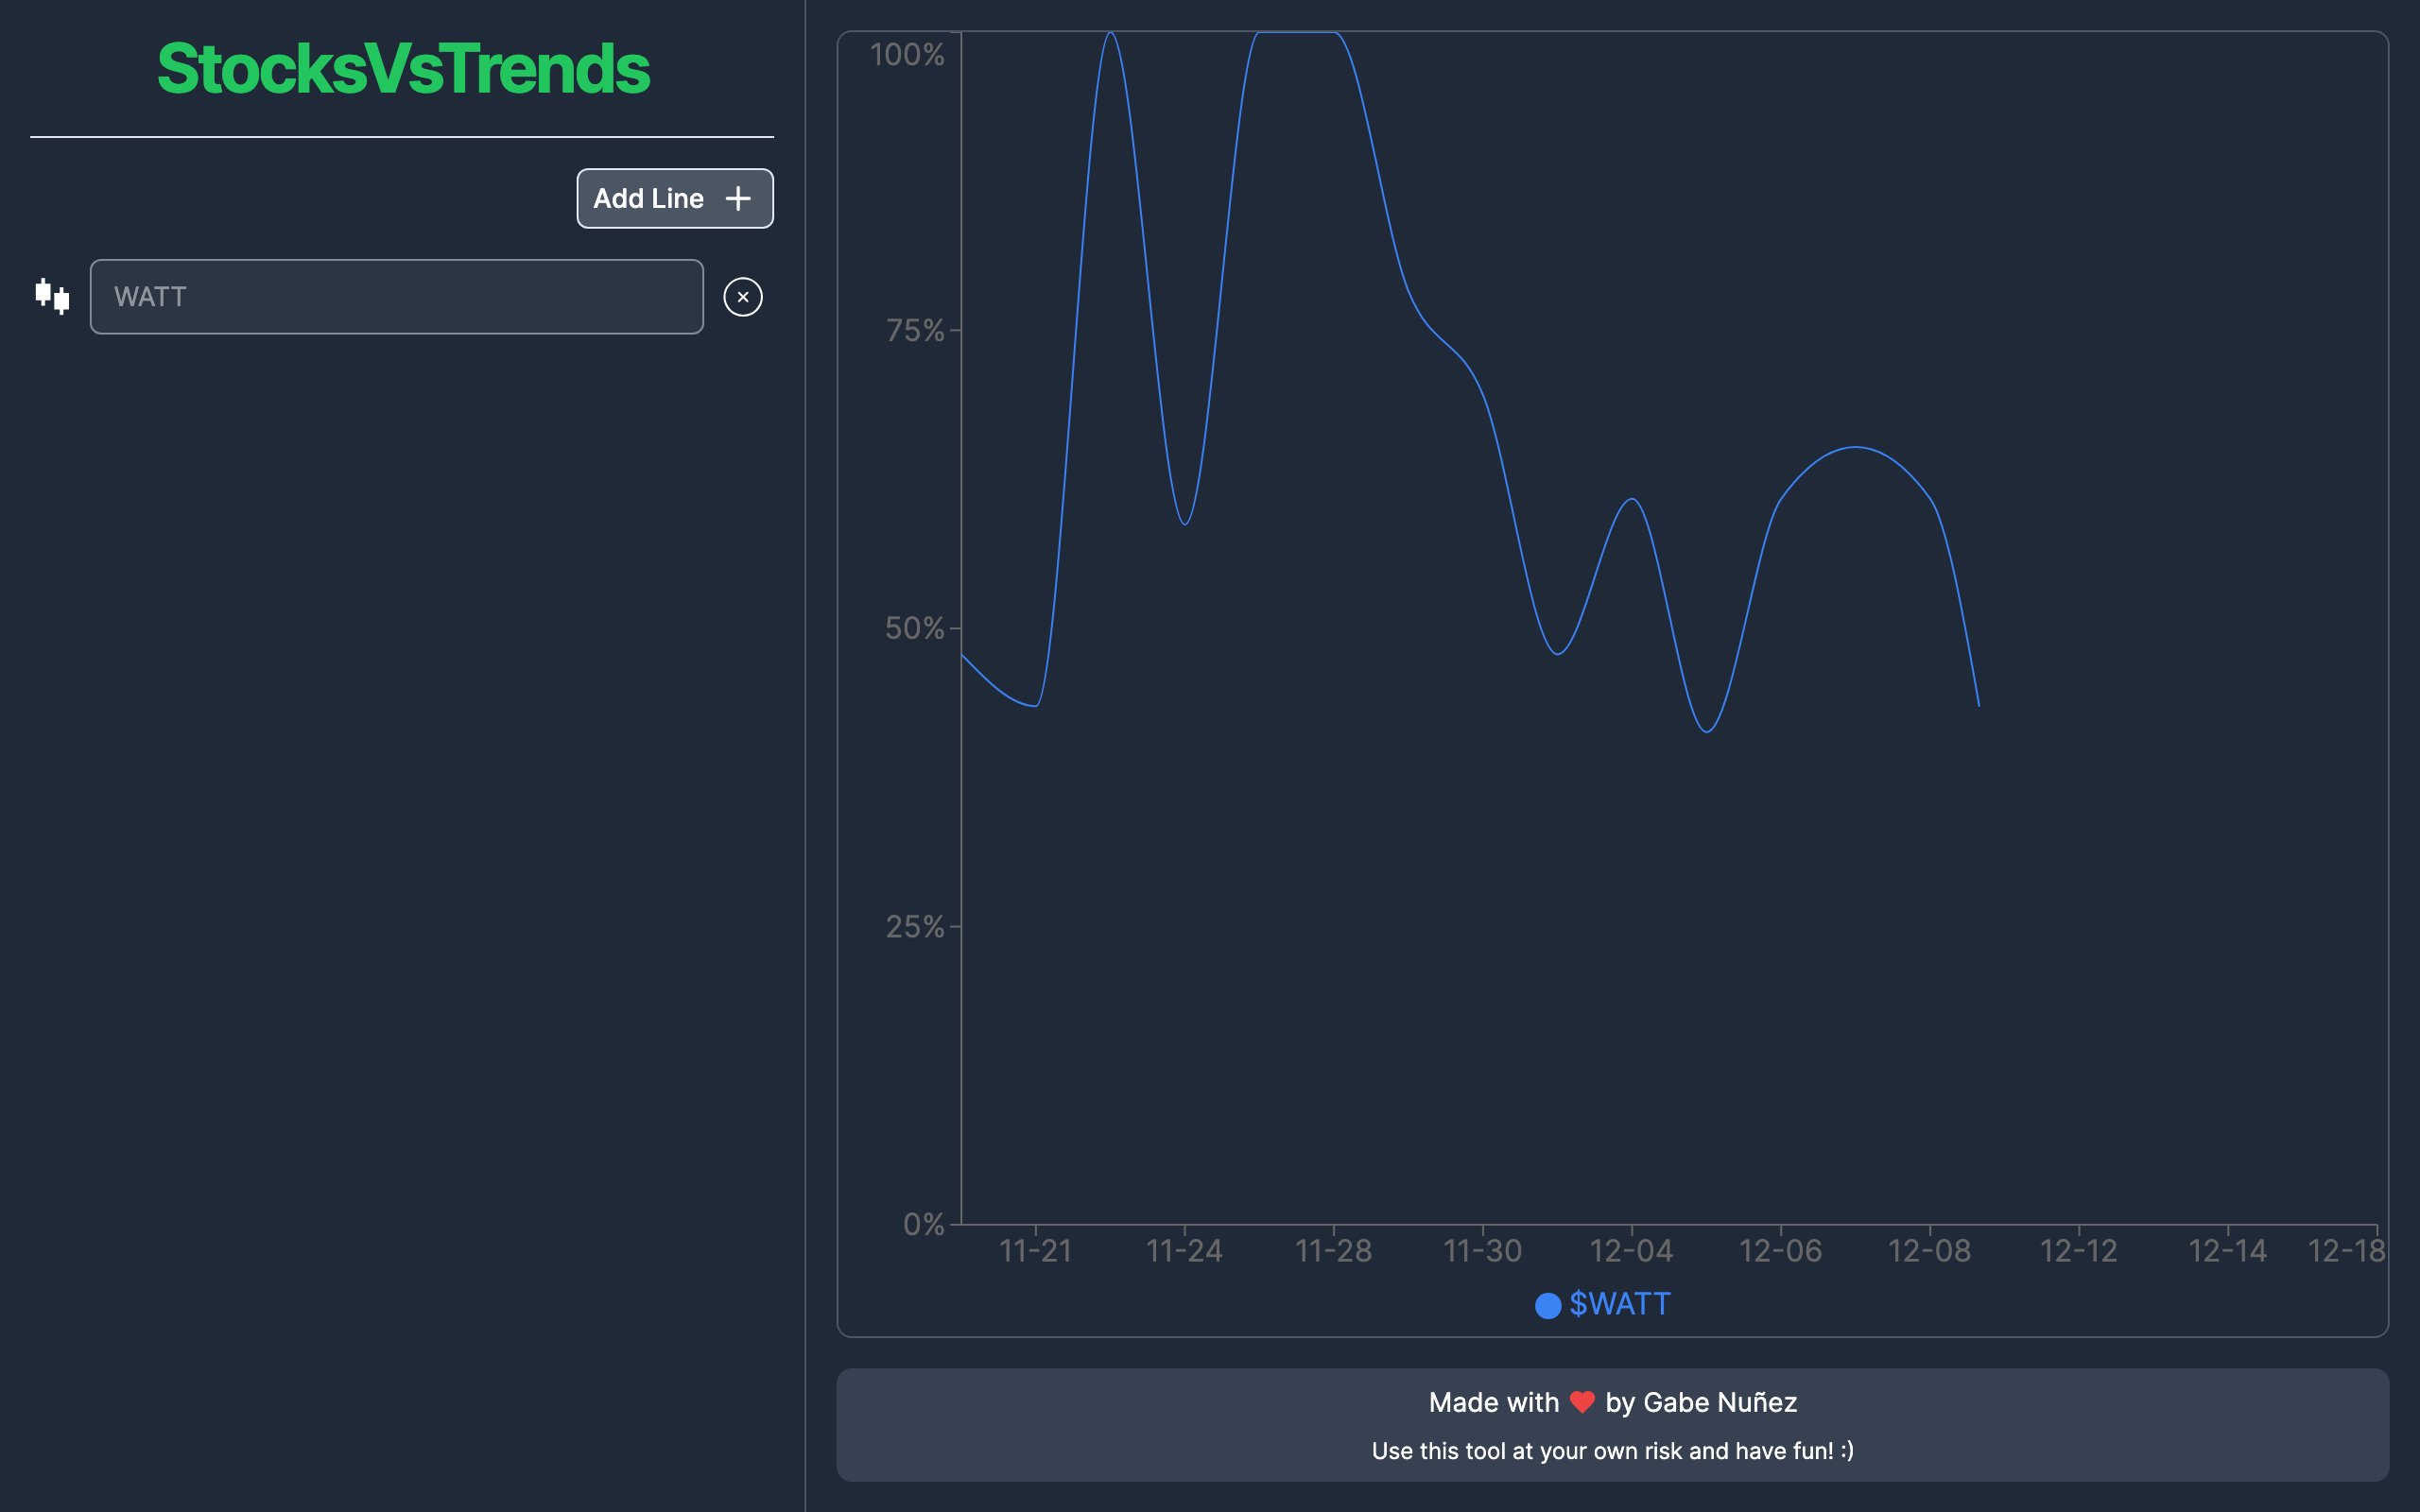 StocksVsTrends
Add Line
WATT
100%
75%
50%
25%
0%
11-21 11-24 11-28 11-30 12-04 12-06 12-08 12-12 12-14 12-18
$WATT
Made with ❤ by Gabe Nuñez
Use this tool at your own risk and have fun! :)